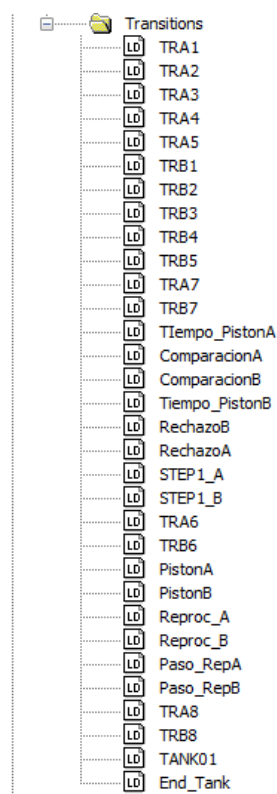 Transitions
LD TRA1
LD TRA2
LD TRA3
LD TRA4
LD TRA5
LD TRB1
LD TRB2
LD TRB3
LD TRB4
LD TRB5
LD TRA7
LD TRB7
LD TIempo_PistonA
LD ComparacionA
LD ComparacionB
LD Tiempo_PistonB
LD RechazoB
LD RechazoA
LD STEP1_A
LD STEP1_B
LD TRA6
LD TRB6
LD PistonA
LD PistonB
LD Reproc_A
LD Reproc_B
LD Paso_RepA
LD Paso_RepB
LD TRA8
LD TRB8
LD TANK01
LD End_Tank